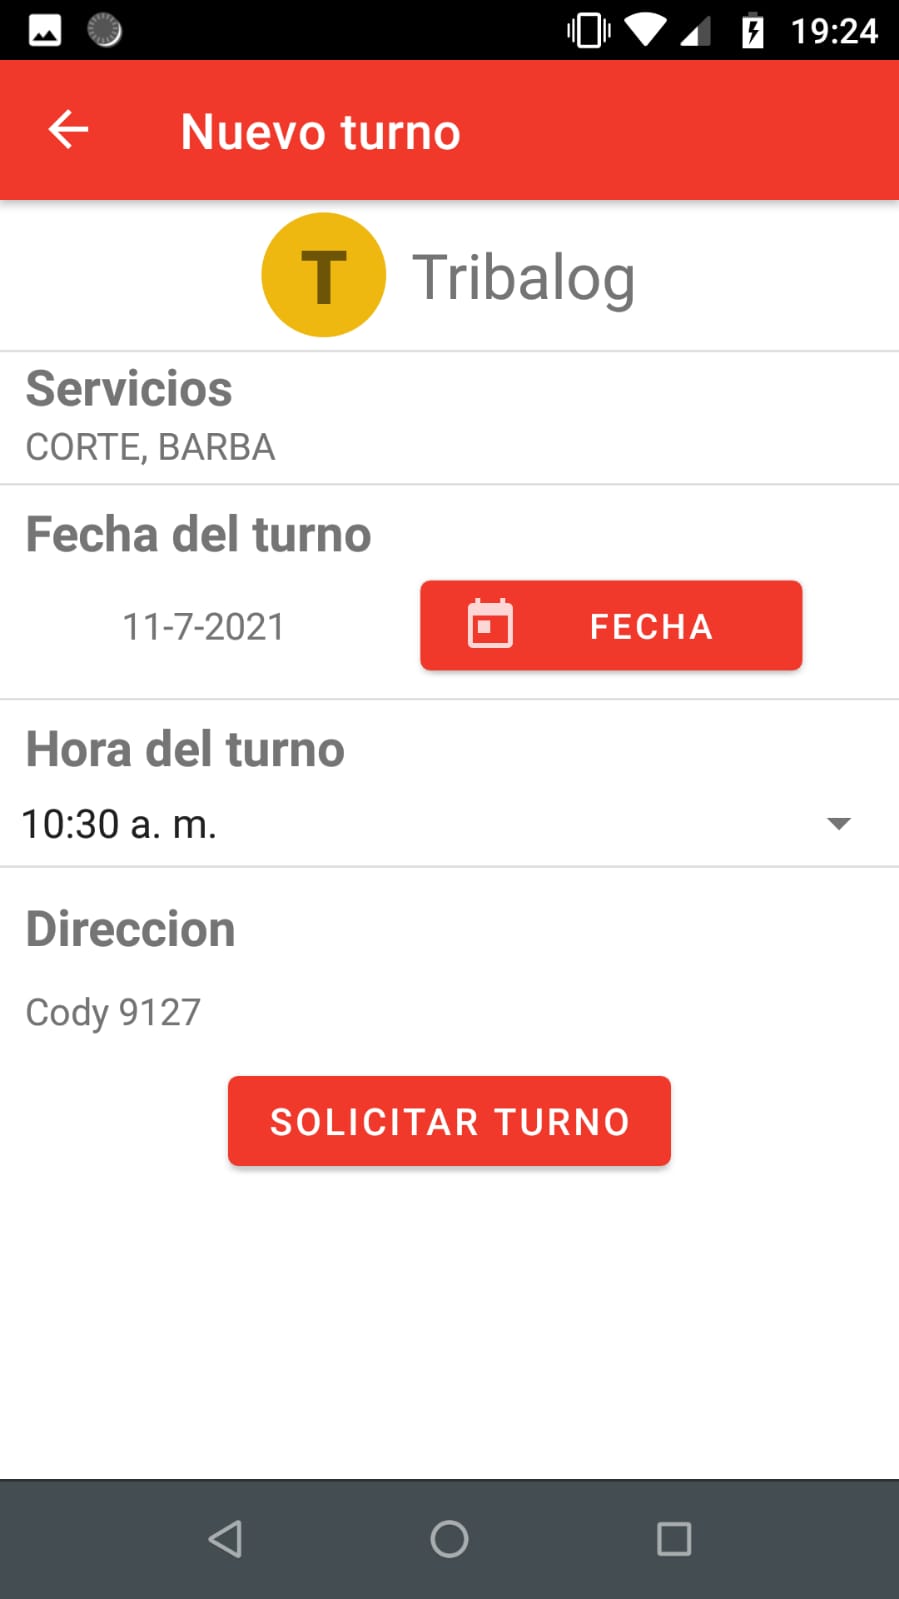 19:24
Nuevo turno
T Tribalog
Servicios
CORTE, BARBA
Fecha del turno
11-7-2021 FECHA
Hora del turno
10:30 a. m.
Direccion
Cody 9127
SOLICITAR TURNO